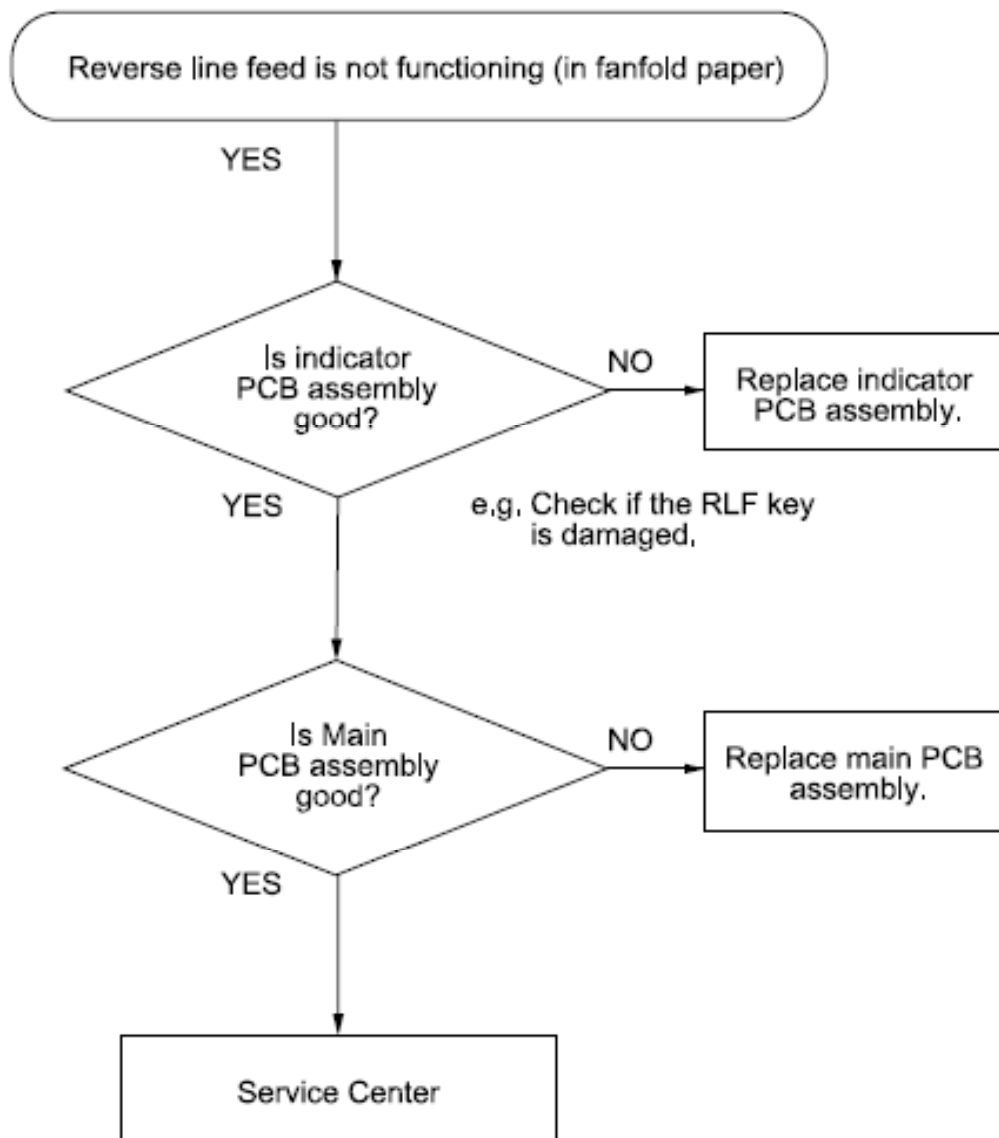 Reverse line feed is not functioning (in fanfold paper)
YES
Is indicator
PCB assembly
good?
NO
Replace indicator
PCB assembly.
YES
e.g. Check if the RLF key
is damaged.
Is Main
PCB assembly
good?
NO
Replace main PCB
assembly.
YES
Service Center